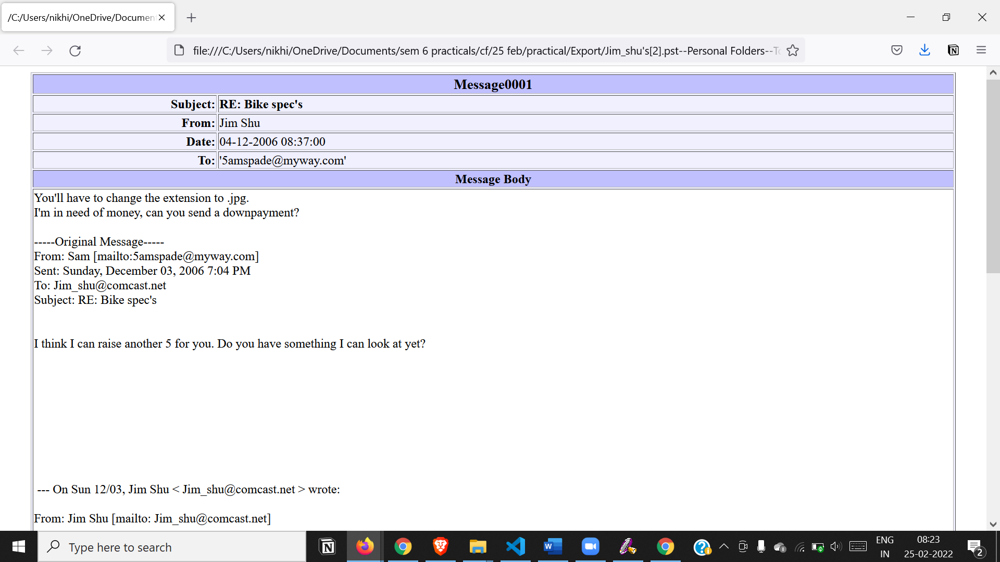 /C:/Users/nikhi/OneDrive/Documen
file:///C:/Users/nikhi/OneDrive/Documents/sem 6 practicals/cf/25 feb/practical/Export/Jim_shu's[2].pst--Personal Folders--To
Message0001
Subject: RE: Bike spec's
From: Jim Shu
Date: 04-12-2006 08:37:00
To: '5amspade@myway.com'
Message Body
You'll have to change the extension to .jpg.
I'm in need of money, can you send a downpayment?
-----Original Message-----
From: Sam [mailto:5amspade@myway.com]
Sent: Sunday, December 03, 2006 7:04 PM
To: Jim_shu@comcast.net
Subject: RE: Bike spec's
I think I can raise another 5 for you. Do you have something I can look at yet?
--- On Sun 12/03, Jim Shu < Jim_shu@comcast.net > wrote:
From: Jim Shu [mailto: Jim_shu@comcast.net]
Type here to search
ENG
IN
08:23
25-02-2022
2